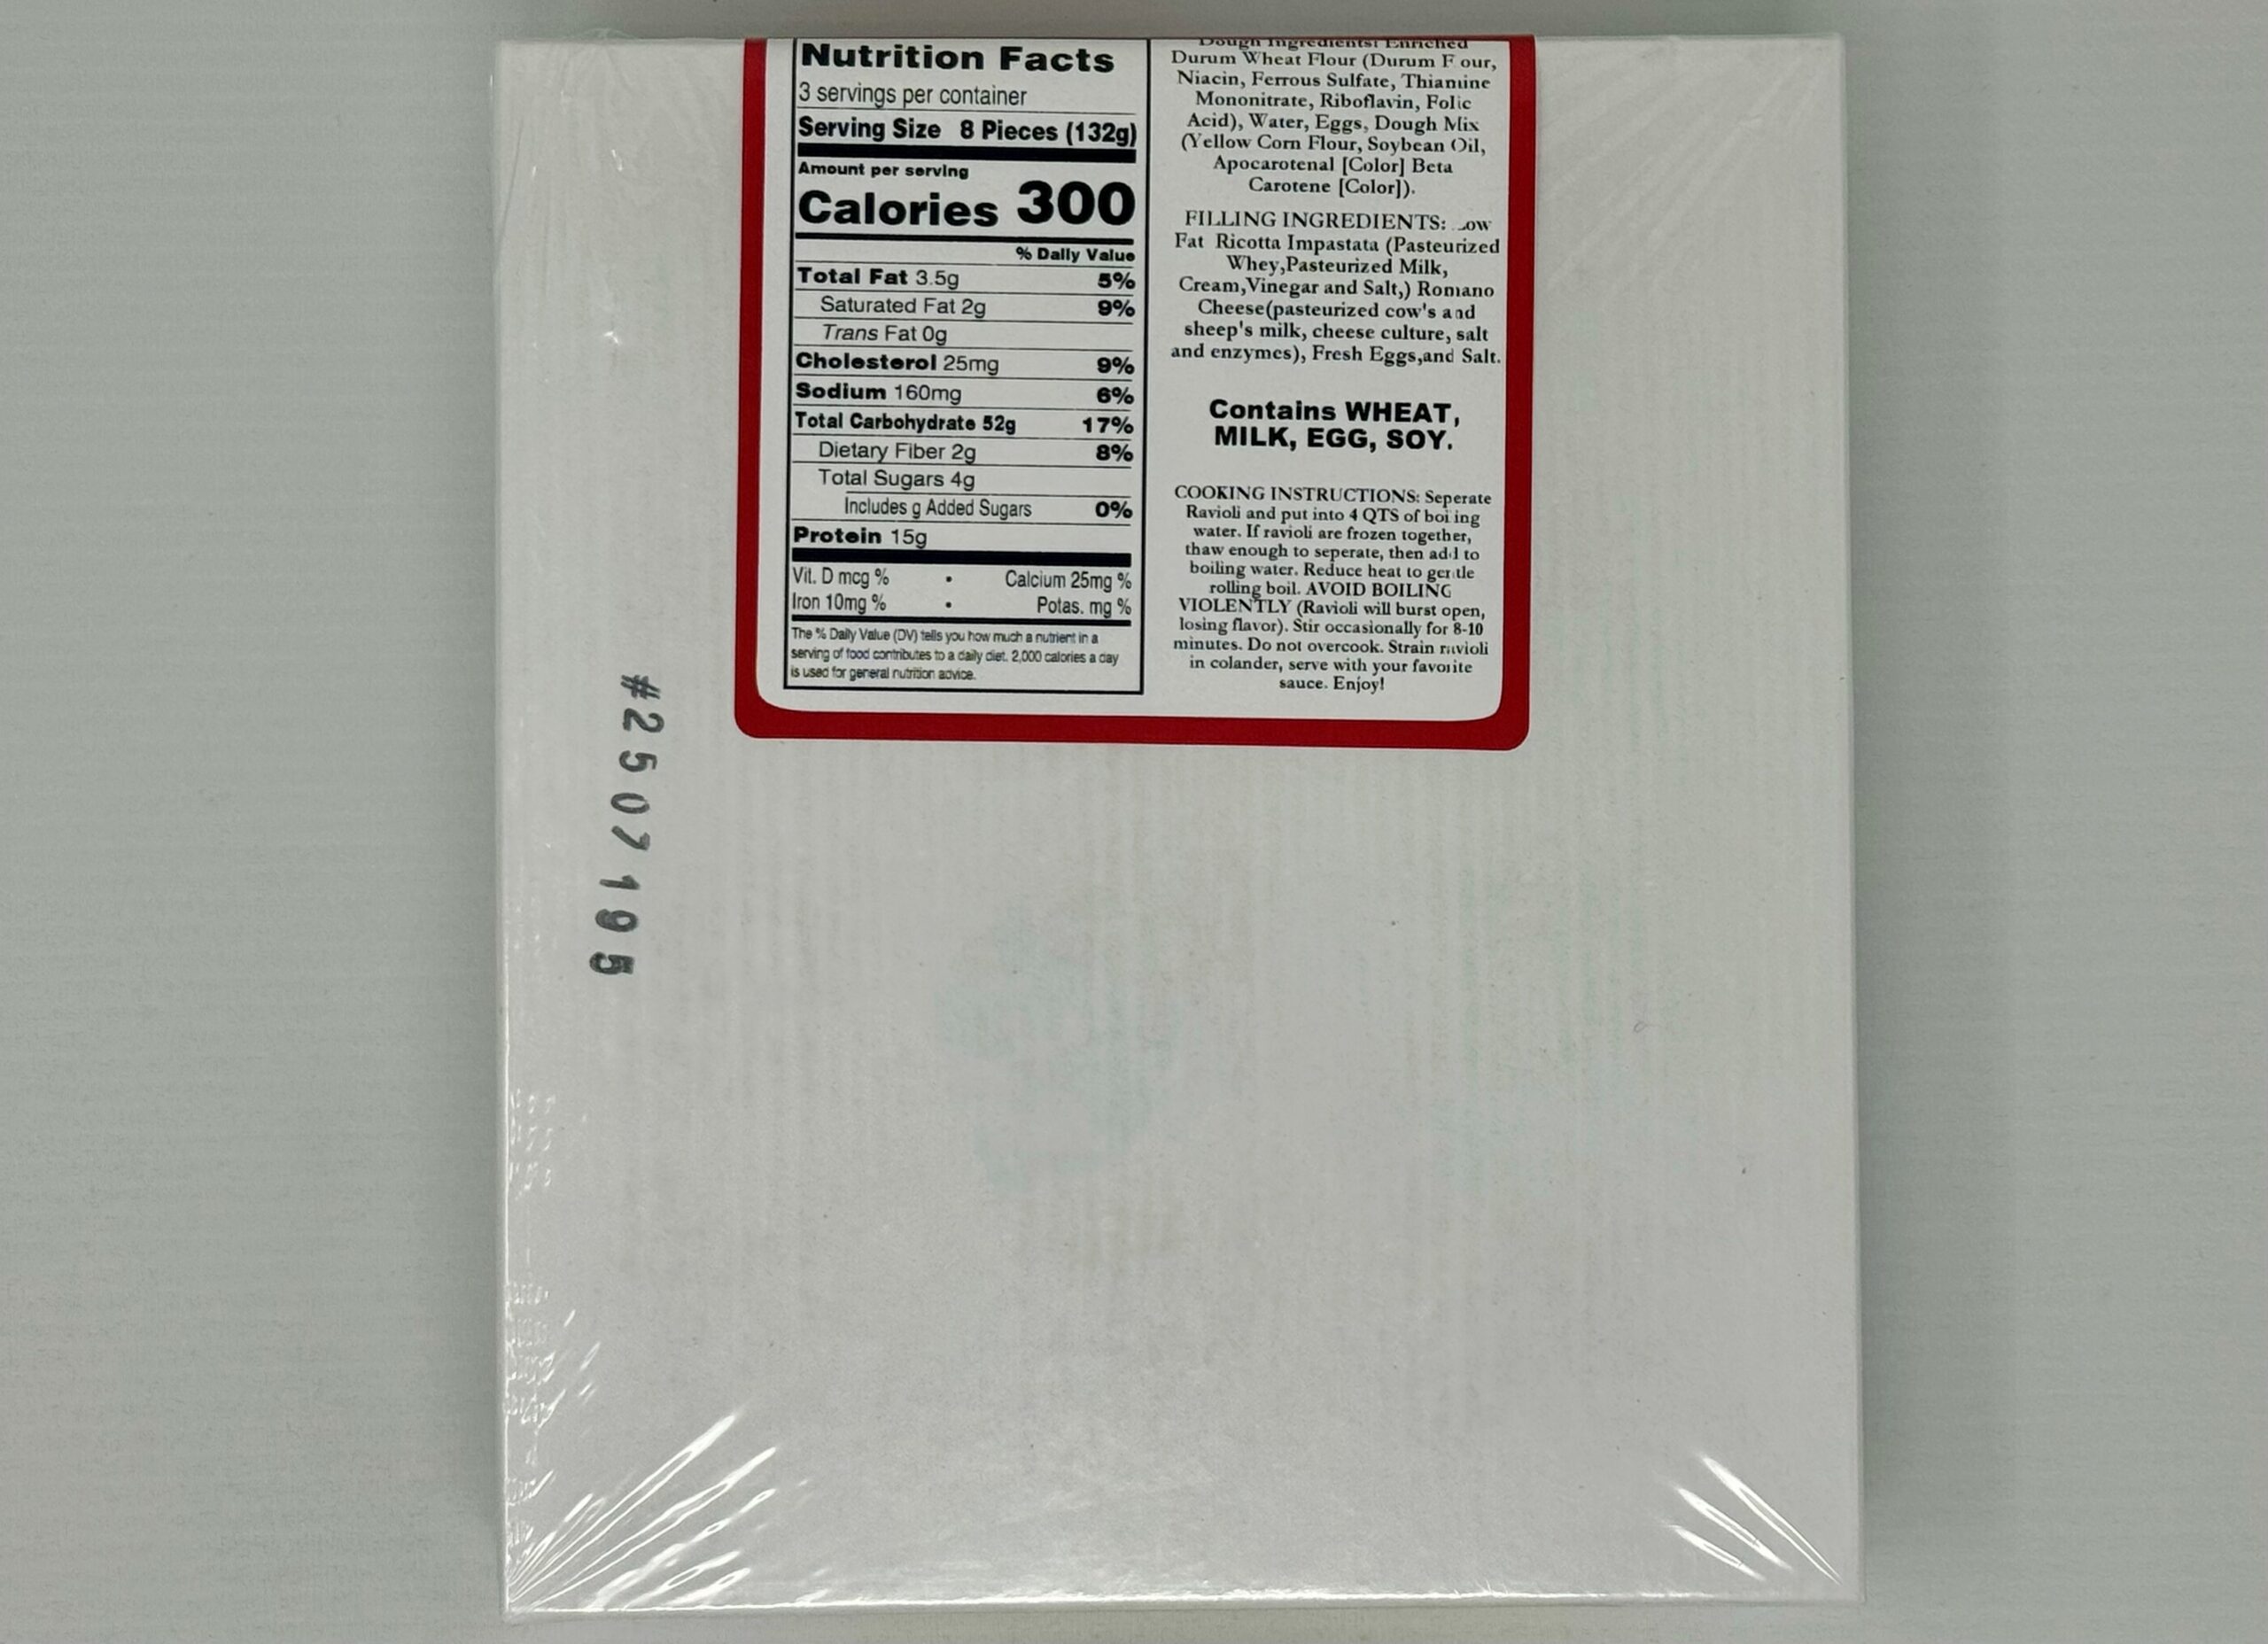 Nutrition Facts
3 servings per container
Serving Size 8 Pieces (132g)
Amount per serving
Calories 300
% Daily Value
Total Fat 3.5g 5%
Saturated Fat 2g 9%
Trans Fat 0g
Cholesterol 25mg 9%
Sodium 160mg 6%
Total Carbohydrate 52g 17%
Dietary Fiber 2g 8%
Total Sugars 4g
Includes g Added Sugars 0%
Protein 15g
Vit. D mcg % • Calcium 25mg %
Iron 10mg % • Potas. mg %
The % Daily Value (DV) tells you how much a nutrient in a
serving of food contributes to a daily diet. 2,000 calories a day
is used for general nutrition advice.
Dough Ingredients: Enriched
Durum Wheat Flour (Durum F our,
Niacin, Ferrous Sulfate, Thiamine
Mononitrate, Riboflavin, Folic
Acid), Water, Eggs, Dough Mix
(Yellow Corn Flour, Soybean Oil,
Apocarotenal [Color] Beta
Carotene [Color]).
FILLING INGREDIENTS: Low
Fat Ricotta Impastata (Pasteurized
Whey,Pasteurized Milk,
Cream,Vinegar and Salt,) Romano
Cheese(pasteurized cow's and
sheep's milk, cheese culture, salt
and enzymes), Fresh Eggs,and Salt.
Contains WHEAT,
MILK, EGG, SOY.
COOKING INSTRUCTIONS: Seperate
Ravioli and put into 4 QTS of boiling
water. If ravioli are frozen together,
thaw enough to seperate, then add to
boiling water. Reduce heat to gentle
rolling boil. AVOID BOILING
VIOLENTLY (Ravioli will burst open,
losing flavor). Stir occasionally for 8-10
minutes. Do not overcook. Strain ravioli
in colander, serve with your favorite
sauce. Enjoy!
#2507195